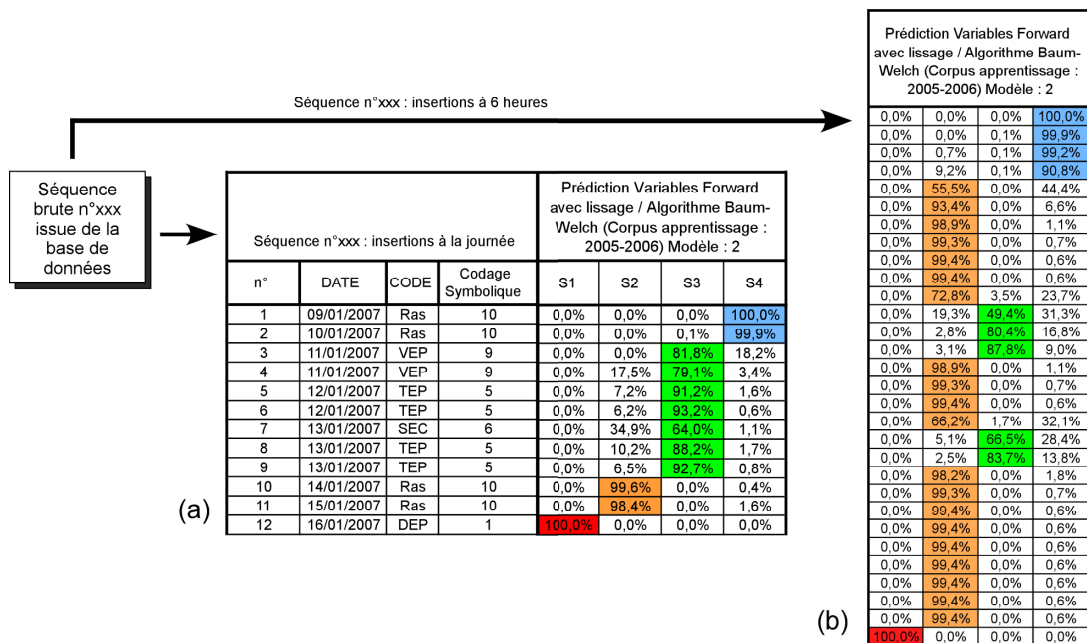 Séquence n°xxx : insertions à 6 heures
Séquence
brute n°xxx
issue de la
base de
données
Séquence n°xxx : insertions à la journée
Prédiction Variables Forward
avec lissage / Algorithme Baum-
Welch (Corpus apprentissage :
2005-2006) Modèle : 2
n° DATE CODE Codage Symbolique S1 S2 S3 S4
1 09/01/2007 Ras 10 0,0% 0,0% 0,0% 100,0%
2 10/01/2007 Ras 10 0,0% 0,0% 0,1% 99,9%
3 11/01/2007 VEP 9 0,0% 0,0% 81,8% 18,2%
4 11/01/2007 VEP 9 0,0% 17,5% 79,1% 3,4%
5 12/01/2007 TEP 5 0,0% 7,2% 91,2% 1,6%
6 12/01/2007 TEP 5 0,0% 6,2% 93,2% 0,6%
7 13/01/2007 SEC 6 0,0% 34,9% 64,0% 1,1%
8 13/01/2007 TEP 5 0,0% 10,2% 88,2% 1,7%
9 13/01/2007 TEP 5 0,0% 6,5% 92,7% 0,8%
10 14/01/2007 Ras 10 0,0% 99,6% 0,0% 0,4%
11 15/01/2007 Ras 10 0,0% 98,4% 0,0% 1,6%
12 16/01/2007 DEP 1 100,0% 0,0% 0,0% 0,0%
(a)
Prédiction Variables Forward
avec lissage / Algorithme Baum-
Welch (Corpus apprentissage :
2005-2006) Modèle : 2
0,0% 0,0% 0,0% 100,0%
0,0% 0,0% 0,1% 99,9%
0,0% 0,7% 0,1% 99,2%
0,0% 9,2% 0,1% 90,8%
0,0% 55,5% 0,0% 44,4%
0,0% 93,4% 0,0% 6,6%
0,0% 98,9% 0,0% 1,1%
0,0% 99,3% 0,0% 0,7%
0,0% 99,4% 0,0% 0,6%
0,0% 99,4% 0,0% 0,6%
0,0% 72,8% 3,5% 23,7%
0,0% 19,3% 49,4% 31,3%
0,0% 2,8% 80,4% 16,8%
0,0% 3,1% 87,8% 9,0%
0,0% 98,9% 0,0% 1,1%
0,0% 99,3% 0,0% 0,7%
0,0% 99,4% 0,0% 0,6%
0,0% 66,2% 1,7% 32,1%
0,0% 5,1% 66,5% 28,4%
0,0% 2,5% 83,7% 13,8%
0,0% 98,2% 0,0% 1,8%
0,0% 99,3% 0,0% 0,7%
0,0% 99,4% 0,0% 0,6%
0,0% 99,4% 0,0% 0,6%
0,0% 99,4% 0,0% 0,6%
0,0% 99,4% 0,0% 0,6%
0,0% 99,4% 0,0% 0,6%
0,0% 99,4% 0,0% 0,6%
0,0% 99,4% 0,0% 0,6%
100,0% 0,0% 0,0% 0,0%
(b)